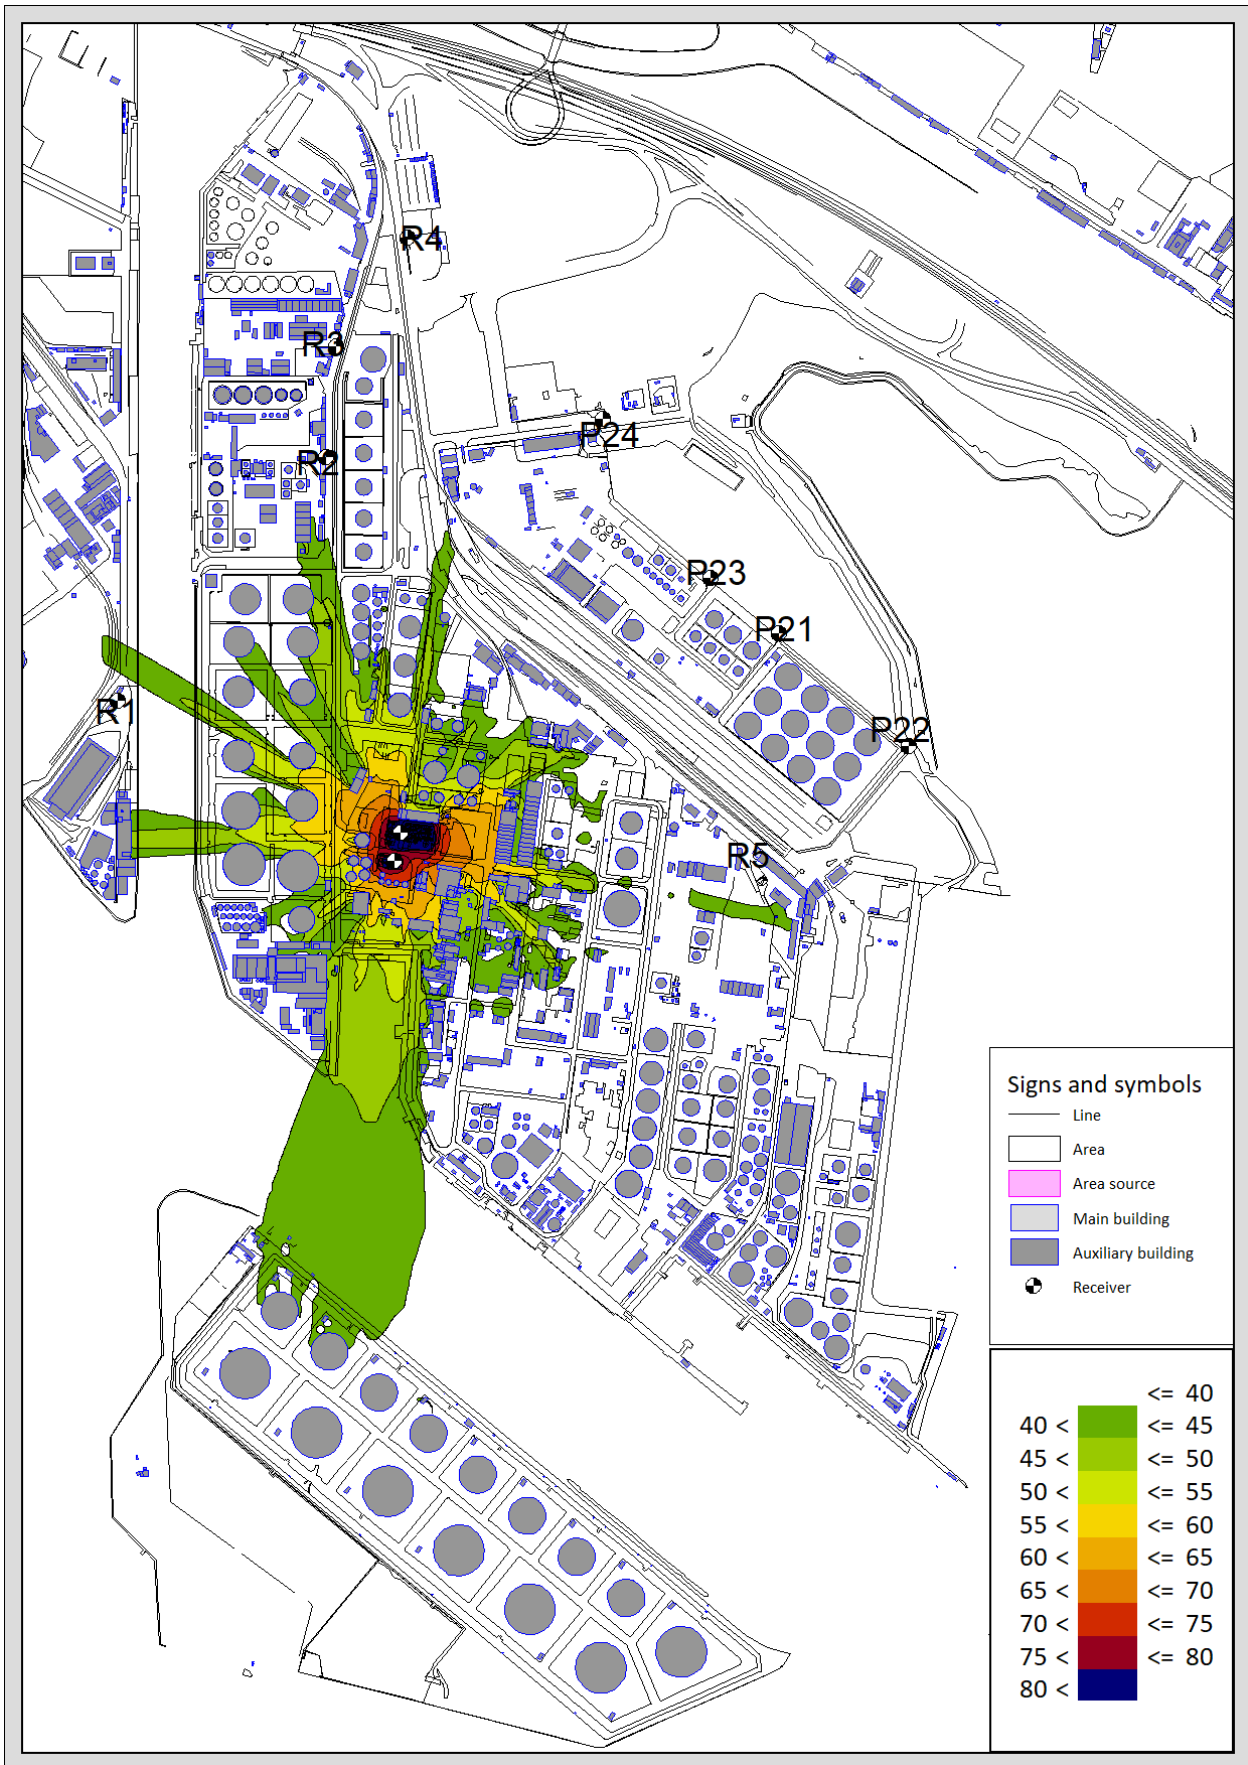 R4
R3
P24
R2
P23
P21
R1
P22
R5
Signs and symbols
Line
Area
Area source
Main building
Auxiliary building
Receiver
<= 40
40 < <= 45
45 < <= 50
50 < <= 55
55 < <= 60
60 < <= 65
65 < <= 70
70 < <= 75
75 < <= 80
80 <